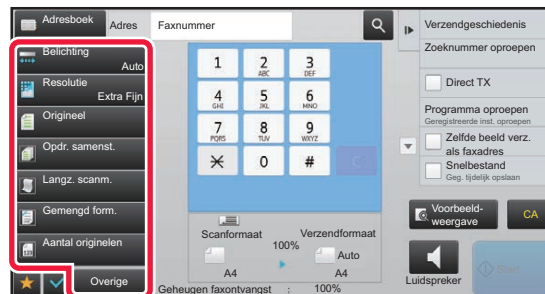 Adresboek
Adres
Faxnummer
Belichting
Auto
Resolutie
Extra Fijn
Origineel
Opdr. samenst.
Langz. scanm.
Gemengd form.
Aantal originelen
Overige
1
2
ABC
3
DEF
4
GHI
5
JKL
6
MNO
7
PQRS
8
TUV
9
WXYZ
0
#
C
Scanformaat
Verzendformaat
100%
Auto
A4
A4
Geheugen faxontvangst : 100%
Verzendgeschiedenis
Zoeknummer oproepen
Direct TX
Programma oproepen
Geregistreerde inst. oproepen
Zelfde beeld verz.
als faxadres
Snelbestand
Geg. tijdelijk opslaan
Voorbeeld-
weergave
CA
Luidspreker
Start